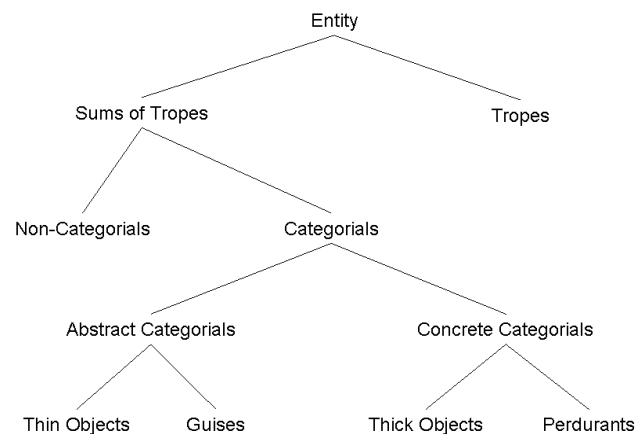 Entity
Sums of Tropes
Tropes
Non-Categorials
Categorials
Abstract Categorials
Concrete Categorials
Thin Objects
Guises
Thick Objects
Perdurants